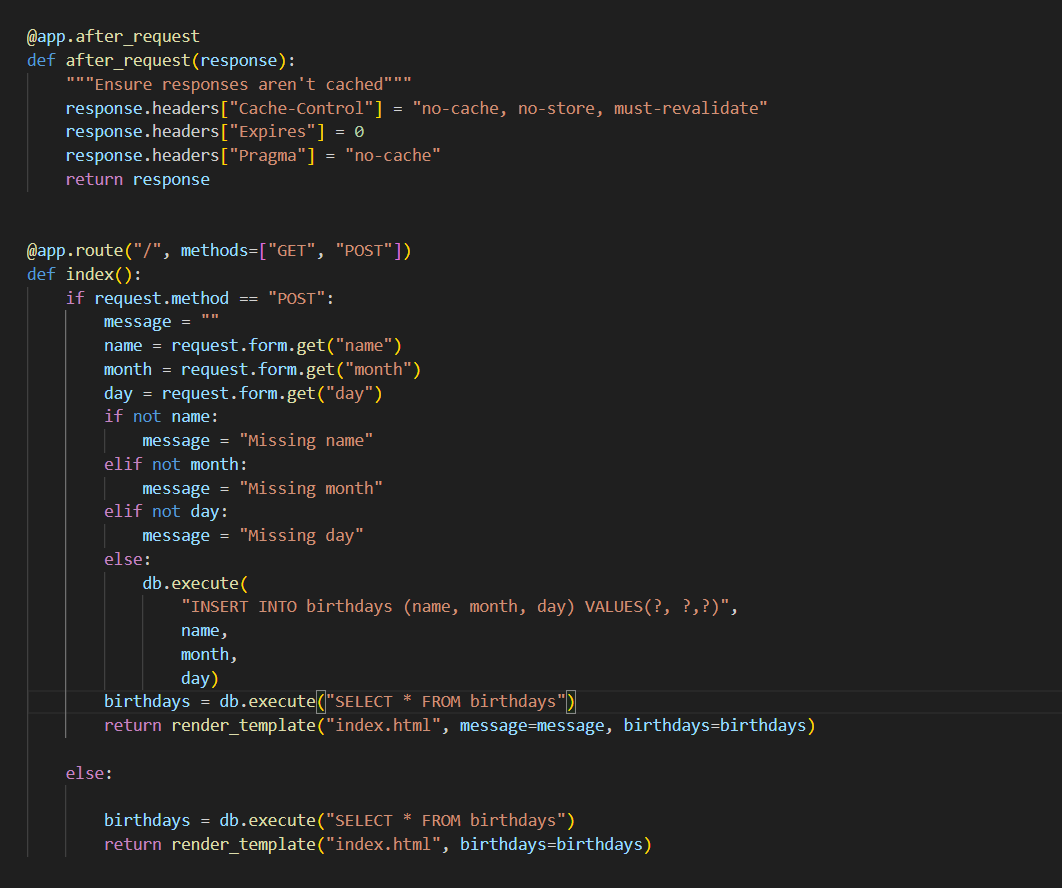 @app.after_request
def after_request(response):
    """Ensure responses aren't cached"""
    response.headers["Cache-Control"] = "no-cache, no-store, must-revalidate"
    response.headers["Expires"] = 0
    response.headers["Pragma"] = "no-cache"
    return response
@app.route("/", methods=["GET", "POST"])
def index():
    if request.method == "POST":
        message = ""
        name = request.form.get("name")
        month = request.form.get("month")
        day = request.form.get("day")
        if not name:
            message = "Missing name"
        elif not month:
            message = "Missing month"
        elif not day:
            message = "Missing day"
        else:
            db.execute(
                "INSERT INTO birthdays (name, month, day) VALUES(?, ?,?)",
                name,
                month,
                day)
        birthdays = db.execute("SELECT * FROM birthdays")
        return render_template("index.html", message=message, birthdays=birthdays)
    else:
        birthdays = db.execute("SELECT * FROM birthdays")
        return render_template("index.html", birthdays=birthdays)